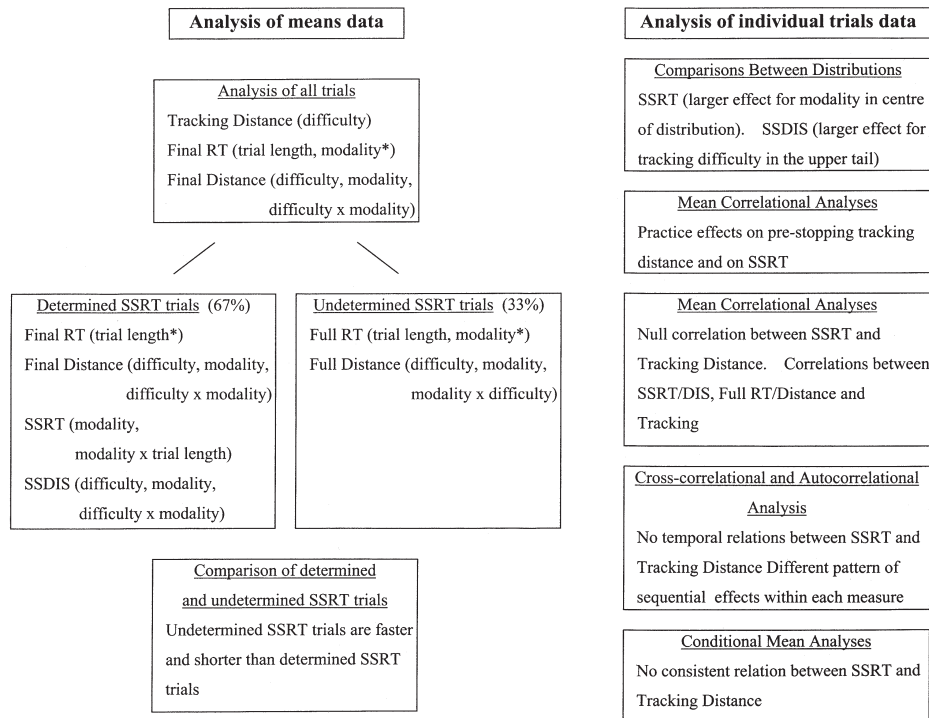 Analysis of means data
Analysis of all trials
Tracking Distance (difficulty)
Final RT (trial length, modality*)
Final Distance (difficulty, modality,
difficulty x modality)
Determined SSRT trials (67%)
Final RT (trial length*)
Final Distance (difficulty, modality,
difficulty x modality)
SSRT (modality,
modality x trial length)
SSDIS (difficulty, modality,
difficulty x modality)
Undetermined SSRT trials (33%)
Full RT (trial length, modality*)
Full Distance (difficulty, modality,
modality x difficulty)
Comparison of determined
and undetermined SSRT trials
Undetermined SSRT trials are faster
and shorter than determined SSRT
trials
Analysis of individual trials data
Comparisons Between Distributions
SSRT (larger effect for modality in centre
of distribution). SSDIS (larger effect for
tracking difficulty in the upper tail)
Mean Correlational Analyses
Practice effects on pre-stopping tracking
distance and on SSRT
Mean Correlational Analyses
Null correlation between SSRT and
Tracking Distance. Correlations between
SSRT/DIS, Full RT/Distance and
Tracking
Cross-correlational and Autocorrelational
Analysis
No temporal relations between SSRT and
Tracking Distance Different pattern of
sequential effects within each measure
Conditional Mean Analyses
No consistent relation between SSRT and
Tracking Distance